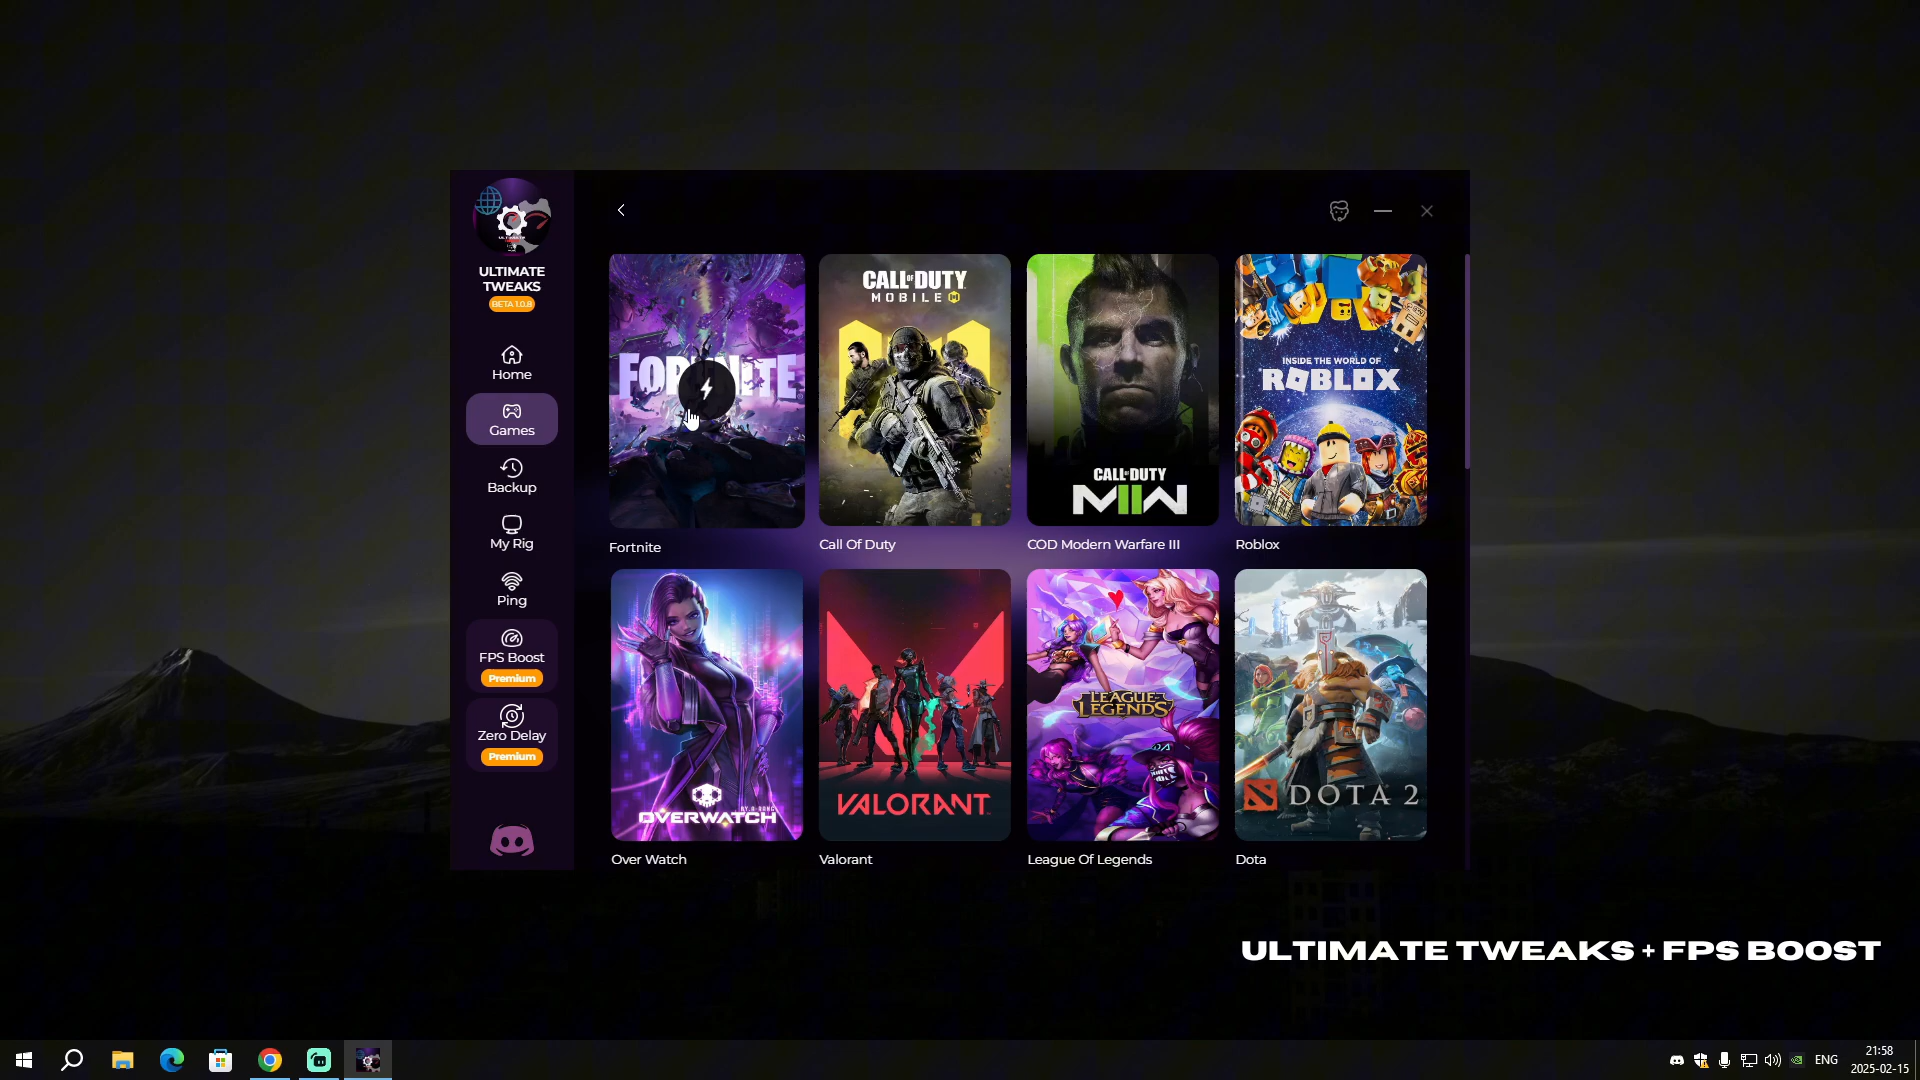 ULTIMATE
TWEAKS
BETA 1.0.8
Home
Games
Backup
My Rig
Ping
FPS Boost
Premium
Zero Delay
Premium
CALL OF DUTY
MOBILE
CALL OF DUTY
MWII
INSIDE THE WORLD OF
ROBLOX
Fortnite
Call Of Duty
COD Modern Warfare III
Roblox
OVERWATCH
VALORANT
LEAGUE OF
LEGENDS
DOTA 2
Over Watch
Valorant
League Of Legends
Dota
ULTIMATE TWEAKS + FPS BOOST
ENG
21:58
2025-02-15